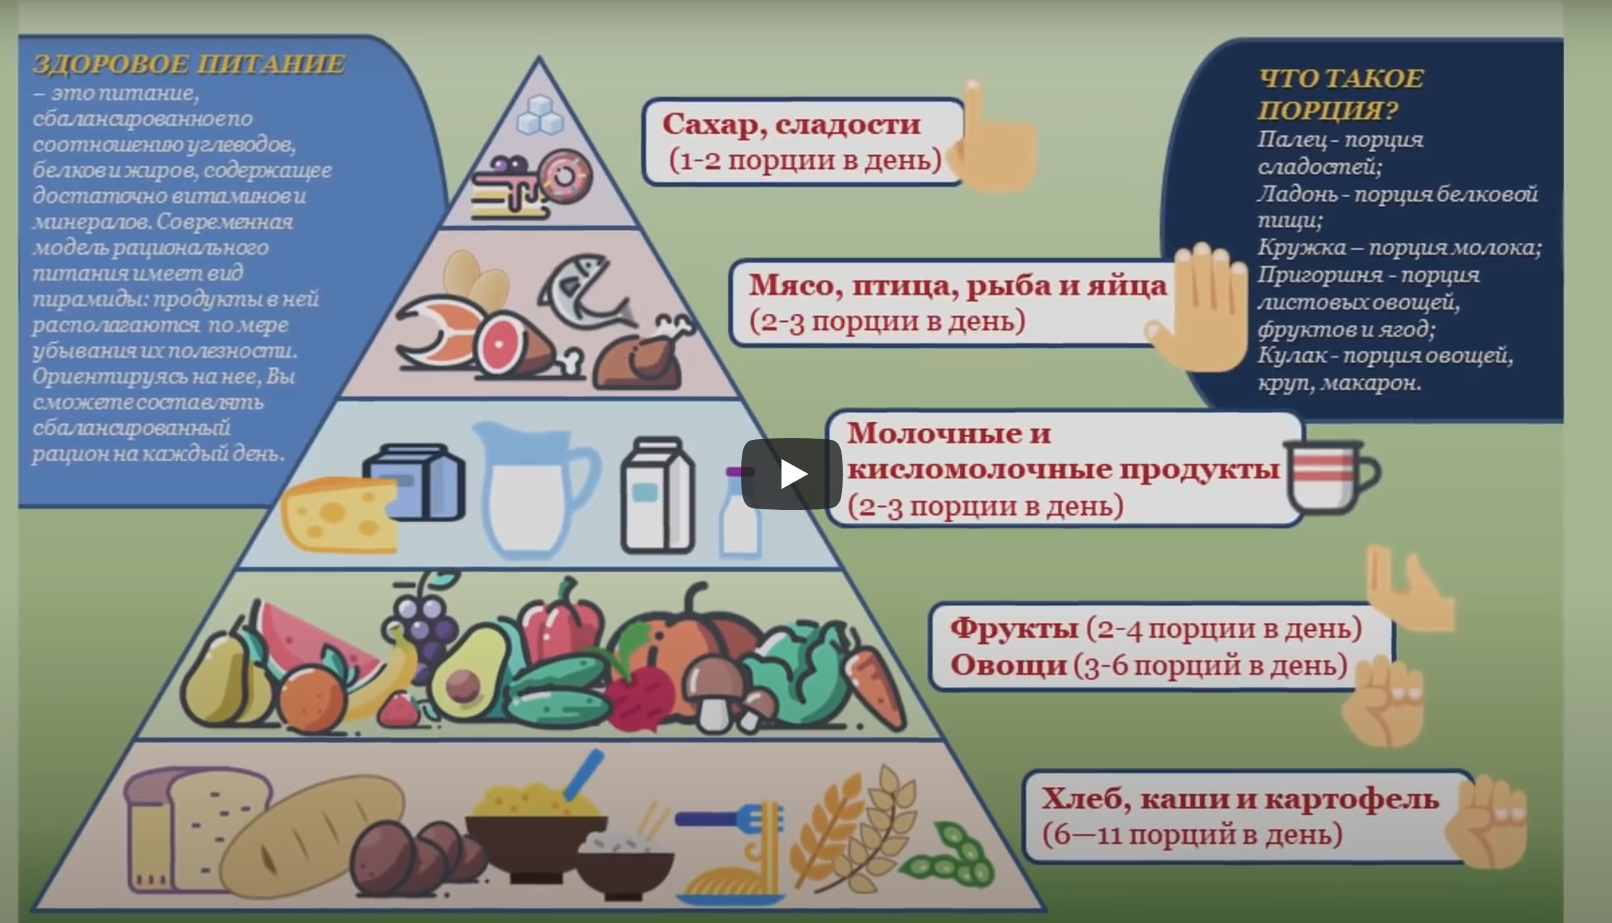 ЗДОРОВОЕ ПИТАНИЕ
– это питание,
сбалансированное по
соотношению углеводов,
белков и жиров, содержащее
достаточно витаминов и
минералов. Современная
модель рационального
питания имеет вид
пирамиды: продукты в ней
располагаются по мере
убывания их полезности.
Ориентируясь на нее, Вы
сможете составлять
сбалансированный
рацион на каждый день.
Сахар, сладости
(1-2 порции в день)
Мясо, птица, рыба и яйца
(2-3 порции в день)
Молочные и
кисломолочные продукты
(2-3 порции в день)
Фрукты (2-4 порции в день)
Овощи (3-6 порций в день)
Хлеб, каши и картофель
(6—11 порций в день)
ЧТО ТАКОЕ
ПОРЦИЯ?
Палец - порция
сладостей;
Ладонь - порция белковой
пищи;
Кружка – порция молока;
Пригоршня - порция
листовых овощей,
фруктов и ягод;
Кулак - порция овощей,
круп, макарон.